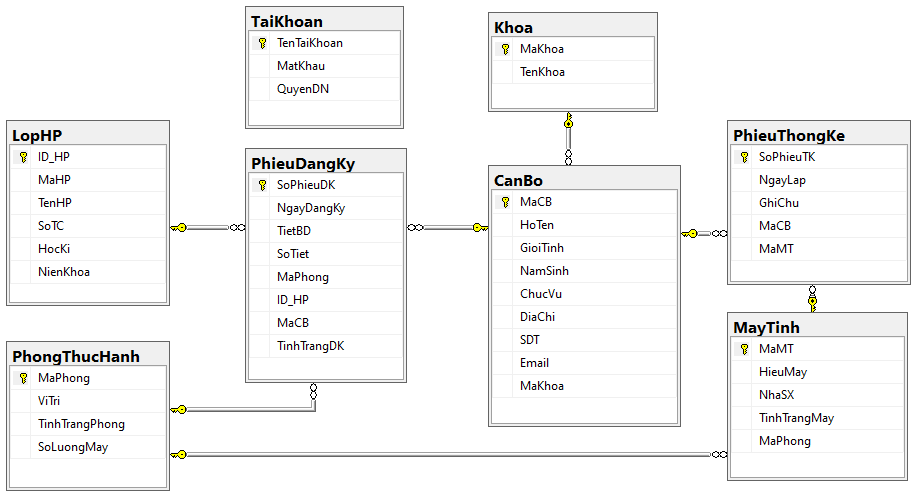 TaiKhoan
TenTaiKhoan
MatKhau
QuyenDN
Khoa
MaKhoa
TenKhoa
LopHP
ID_HP
MaHP
TenHP
SoTC
HocKi
NienKhoa
PhieuDangKy
SoPhieuDK
NgayDangKy
TietBD
SoTiet
MaPhong
ID_HP
MaCB
TinhTrangDK
CanBo
MaCB
HoTen
GioiTinh
NamSinh
ChucVu
DiaChi
SDT
Email
MaKhoa
PhieuThongKe
SoPhieuTK
NgayLap
GhiChu
MaCB
MaMT
PhongThucHanh
MaPhong
ViTri
TinhTrangPhong
SoLuongMay
MayTinh
MaMT
HieuMay
NhaSX
TinhTrangMay
MaPhong